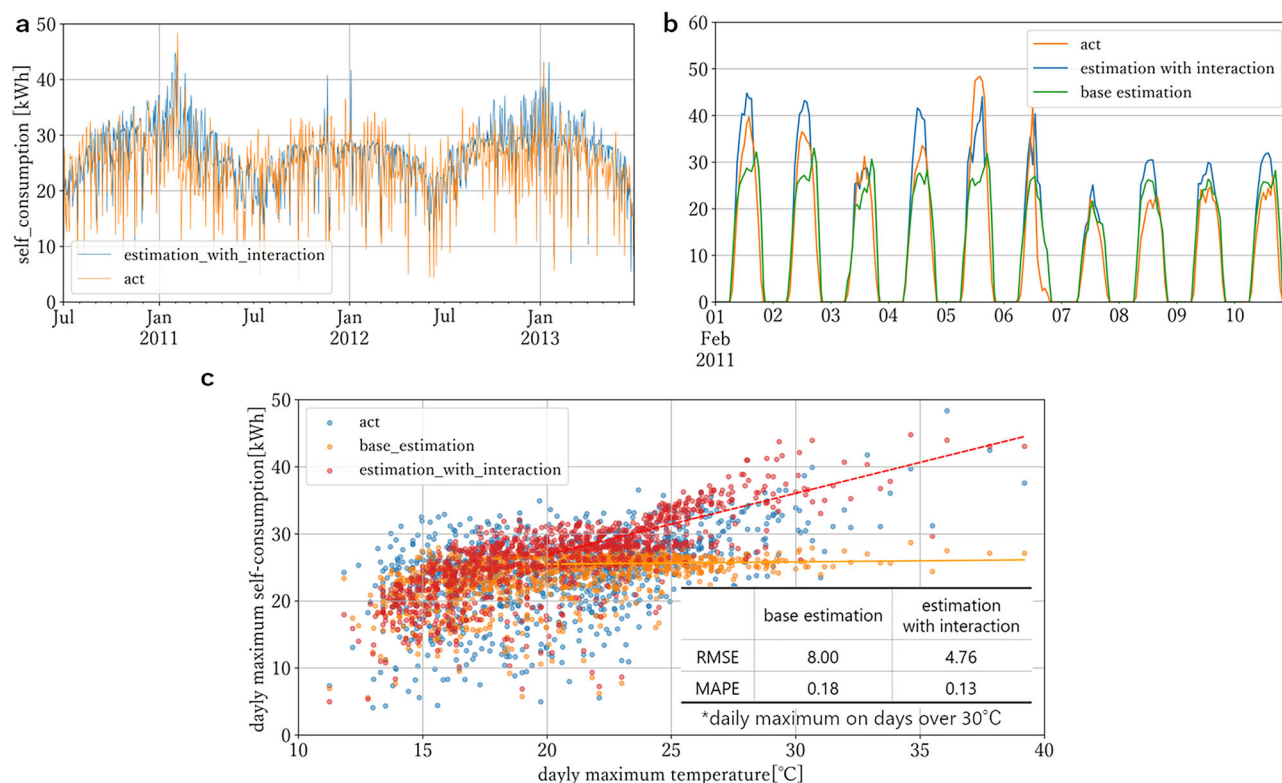 a
self_consumption [kWh]
50
40
30
20
10
0
estimation_with_interaction
act
Jul
Jan
2011
Jul
Jan
2012
Jul
Jan
2013
b
60
50
40
30
20
10
0
act
estimation with interaction
base estimation
01
02
03
04
05
06
07
08
09
10
Feb
2011
c
dayly maximum self-consumption[kWh]
50
40
30
20
10
0
act
base_estimation
estimation_with_interaction
base estimation
estimation
with interaction
RMSE 8.00 4.76
MAPE 0.18 0.13
*daily maximum on days over 30°C
10 15 20 25 30 35 40
dayly maximum temperature[℃]